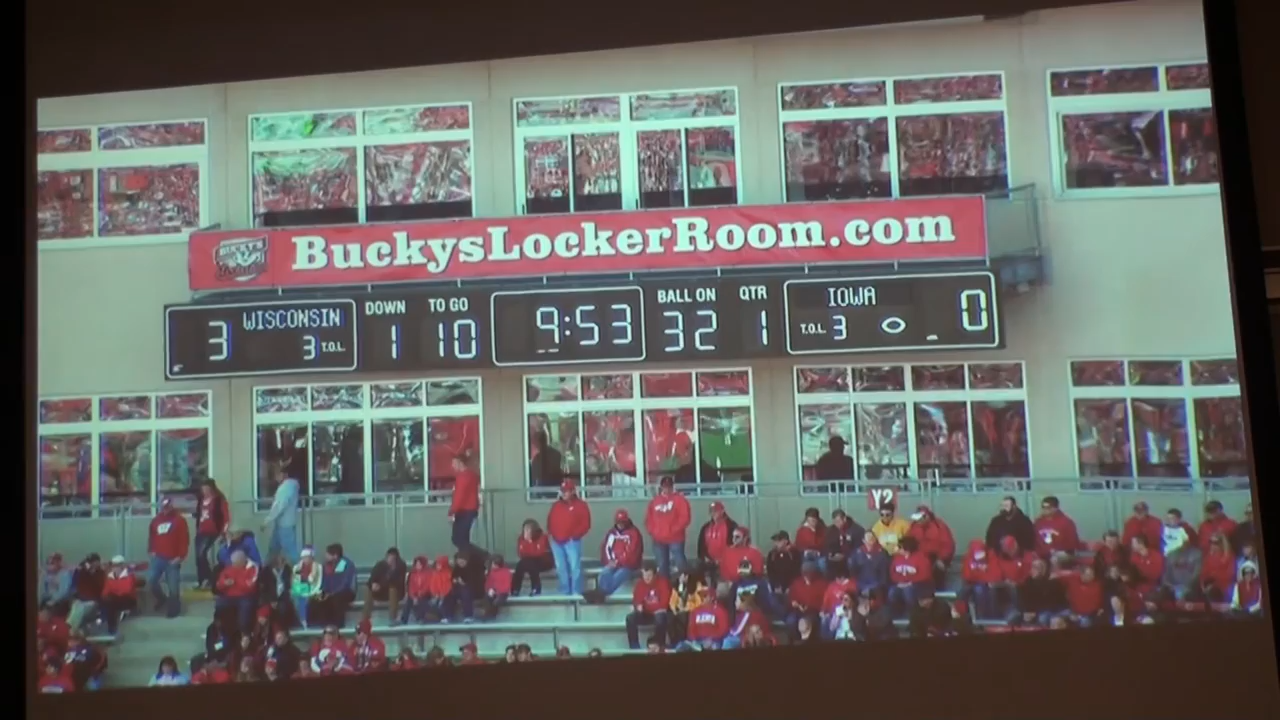 BUCKY'S
BuckysLockerRoom.com
3 WISCONSIN
3 T.O.L.
DOWN
1
TO GO
10
9:53
BALL ON
32
QTR
1
IOWA
T.O.L. 3
0
Y2